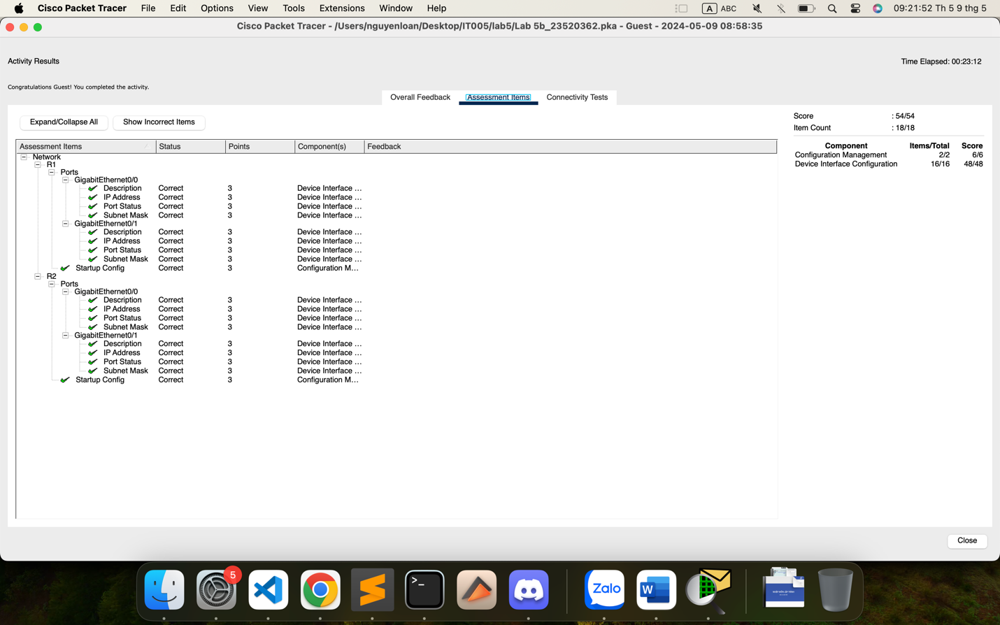 Cisco Packet Tracer File Edit Options View Tools Extensions Window Help A ABC 09:21:52 Th 5 9 thg 5
Cisco Packet Tracer - /Users/nguyenloan/Desktop/IT005/lab5/Lab 5b_23520362.pka - Guest - 2024-05-09 08:58:35
Activity Results Time Elapsed: 00:23:12
Congratulations Guest! You completed the activity.
Overall Feedback Assessment Items Connectivity Tests
Expand/Collapse All Show Incorrect Items
Assessment Items Status Points Component(s) Feedback
Network
R1
Ports
GigabitEthernet0/0
Description Correct 3 Device Interface ...
IP Address Correct 3 Device Interface ...
Port Status Correct 3 Device Interface ...
Subnet Mask Correct 3 Device Interface ...
GigabitEthernet0/1
Description Correct 3 Device Interface ...
IP Address Correct 3 Device Interface ...
Port Status Correct 3 Device Interface ...
Subnet Mask Correct 3 Device Interface ...
Startup Config Correct 3 Configuration M...
R2
Ports
GigabitEthernet0/0
Description Correct 3 Device Interface ...
IP Address Correct 3 Device Interface ...
Port Status Correct 3 Device Interface ...
Subnet Mask Correct 3 Device Interface ...
GigabitEthernet0/1
Description Correct 3 Device Interface ...
IP Address Correct 3 Device Interface ...
Port Status Correct 3 Device Interface ...
Subnet Mask Correct 3 Device Interface ...
Startup Config Correct 3 Configuration M...
Score : 54/54
Item Count : 18/18
Component Items/Total Score
Configuration Management 2/2 6/6
Device Interface Configuration 16/16 48/48
Close
5
>_
Zalo
W